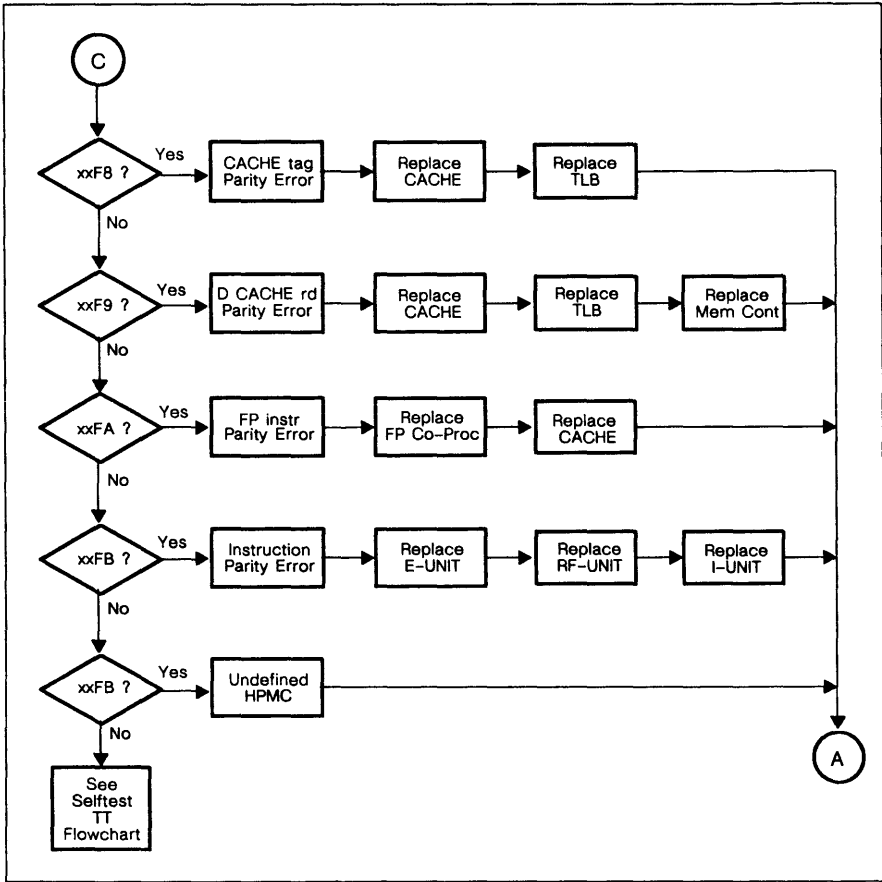 C
xxF8 ?
Yes
CACHE tag
Parity Error
Replace
CACHE
Replace
TLB
No
xxF9 ?
Yes
D CACHE rd
Parity Error
Replace
CACHE
Replace
TLB
Replace
Mem Cont
No
xxFA ?
Yes
FP instr
Parity Error
Replace
FP Co-Proc
Replace
CACHE
No
xxFB ?
Yes
Instruction
Parity Error
Replace
E-UNIT
Replace
RF-UNIT
Replace
I-UNIT
No
xxFB ?
Yes
Undefined
HPMC
No
A
See
Selftest
TT
Flowchart